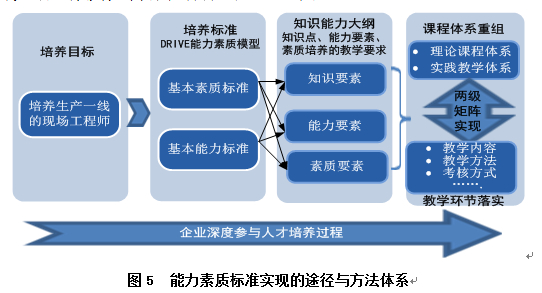 培养目标
培养生产一线
的现场工程师
培养标准
DRIVE能力素质模型
基本素质标准
基本能力标准
知识能力大纲
知识点、能力要素、
素质培养的教学要求
知识要素
能力要素
素质要素
课程体系重组
• 理论课程体系
• 实践教学体系
两级
矩阵
实现
• 教学内容
• 教学方法
• 考核方式
…….
教学环节落实
企业深度参与人才培养过程
图 5 能力素质标准实现的途径与方法体系